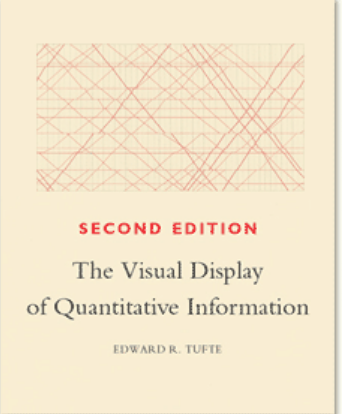 SECOND EDITION
The Visual Display
of Quantitative Information
EDWARD R. TUFTE